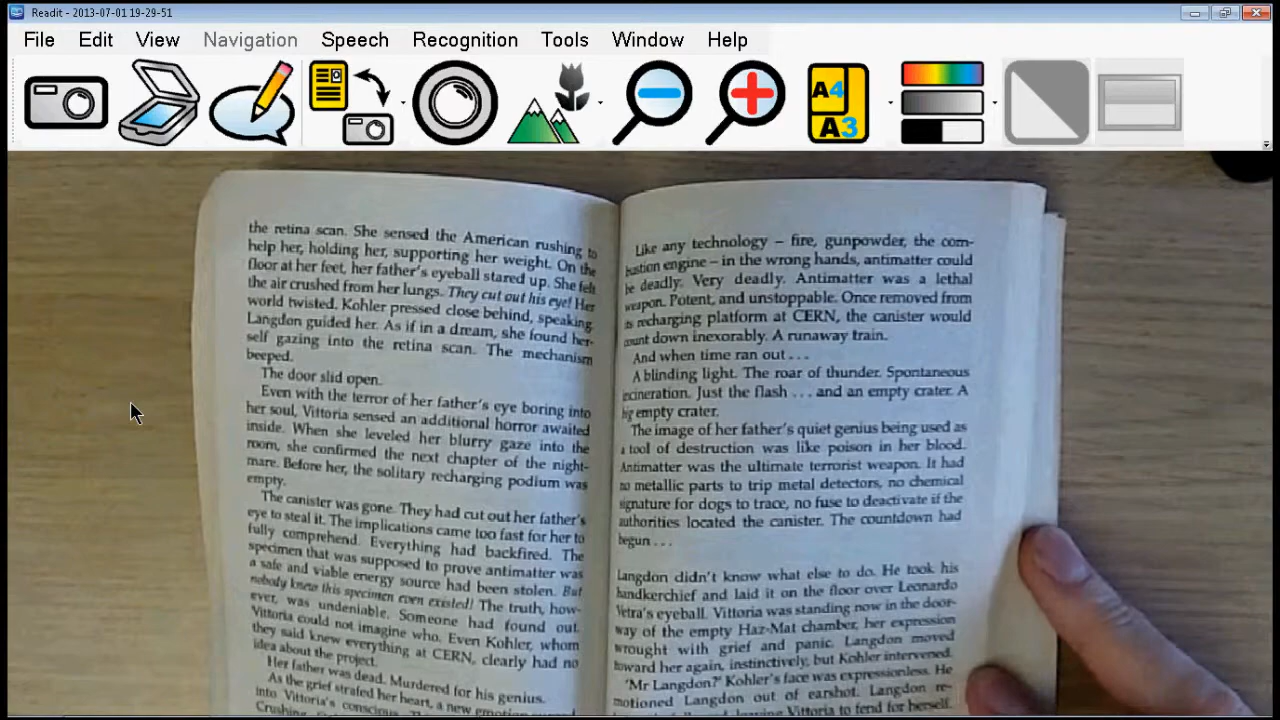 Readit - 2013-07-01 19-29-51
File Edit View Navigation Speech Recognition Tools Window Help
A4
A3
the retina scan. She sensed the American rushing to
help her, holding her, supporting her weight. On the
floor at her feet, her father's eyeball stared up. She felt
the air crushed from her lungs. They cut out his eye! Her
world twisted. Kohler pressed close behind, speaking.
Langdon guided her. As if in a dream, she found her-
self gazing into the retina scan. The mechanism
beeped.
The door slid open.
Even with the terror of her father's eye boring into
her soul, Vittoria sensed an additional horror awaited
inside. When she leveled her blurry gaze into the
room, she confirmed the next chapter of the night-
mare. Before her, the solitary recharging podium was
empty.
The canister was gone. They had cut out her father's
eye to steal it. The implications came too fast for her to
fully comprehend. Everything had backfired. The
specimen that was supposed to prove antimatter was
a safe and viable energy source had been stolen. But
nobody knew this specimen even existed! The truth, how-
ever, was undeniable. Someone had found out.
Vittoria could not imagine who. Even Kohler, whom
they said knew everything at CERN, clearly had no
idea about the project.
Her father was dead. Murdered for his genius.
As the grief strafed her heart, a new emotion surged
into Vittoria's conscious.
Crushing.
Like any technology – fire, gunpowder, the com-
bustion engine – in the wrong hands, antimatter could
be deadly. Very deadly. Antimatter was a lethal
weapon. Potent, and unstoppable. Once removed from
its recharging platform at CERN, the canister would
count down inexorably. A runaway train.
And when time ran out . . .
A blinding light. The roar of thunder. Spontaneous
incineration. Just the flash . . . and an empty crater. A
big empty crater.
The image of her father's quiet genius being used as
a tool of destruction was like poison in her blood.
Antimatter was the ultimate terrorist weapon. It had
no metallic parts to trip metal detectors, no chemical
signature for dogs to trace, no fuse to deactivate if the
authorities located the canister. The countdown had
begun . . .
Langdon didn't know what else to do. He took his
handkerchief and laid it on the floor over Leonardo
Vetra's eyeball. Vittoria was standing now in the door-
way of the empty Haz-Mat chamber, her expression
wrought with grief and panic. Langdon moved
toward her again, instinctively, but Kohler intervened.
'Mr Langdon?' Kohler's face was expressionless. He
motioned Langdon out of earshot. Langdon re-
leaving Vittoria to fend for herself.